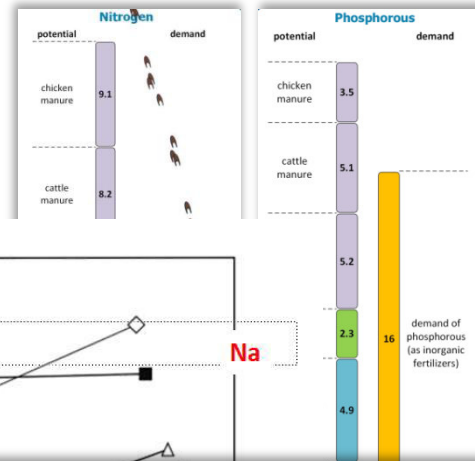 Nitrogen
potential demand
chicken
manure
9.1
cattle
manure
8.2
Phosphorous
potential demand
chicken
manure
3.5
cattle
manure
5.1
5.2
2.3
4.9
16
demand of
phosphorous
(as inorganic
fertilizers)
Na